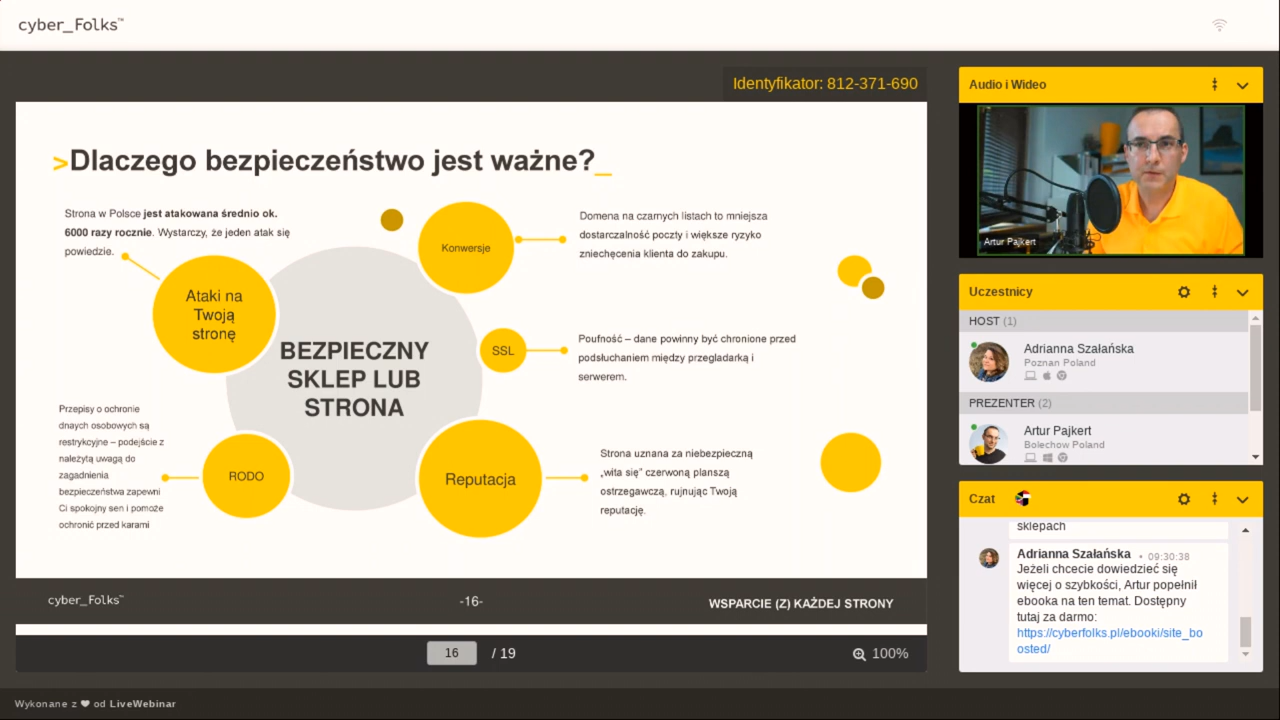 cyber_Folks™
Identyfikator: 812-371-690
>Dlaczego bezpieczeństwo jest ważne?_
Strona w Polsce jest atakowana średnio ok.
6000 razy rocznie. Wystarczy, że jeden atak się
powiedzie.
Ataki na
Twoją
stronę
Konwersje
Domena na czarnych listach to mniejsza
dostarczalność poczty i większe ryzyko
zniechęcenia klienta do zakupu.
BEZPIECZNY
SKLEP LUB
STRONA
SSL
Poufność – dane powinny być chronione przed
podsłuchaniem między przegladarką i
serwerem.
Przepisy o ochronie
dnaych osobowych są
restrykcyjne – podejście z
należytą uwagą do
zagadnienia
bezpieczeństwa zapewni
Ci spokojny sen i pomoże
ochronić przed karami
RODO
Reputacja
Strona uznana za niebezpieczną
„wita się” czerwoną planszą
ostrzegawczą, rujnując Twoją
reputację.
cyber_Folks™
-16-
WSPARCIE (Z) KAŻDEJ STRONY
16 / 19
100%
Audio i Wideo
Artur Pajkert
Uczestnicy
HOST (1)
Adrianna Szałańska
Poznan Poland
PREZENTER (2)
Artur Pajkert
Bolechow Poland
Czat
sklepach
Adrianna Szałańska • 09:30:38
Jeżeli chcecie dowiedzieć się
więcej o szybkości, Artur popełnił
ebooka na ten temat. Dostępny
tutaj za darmo:
https://cyberfolks.pl/ebooki/site_bo
osted/
Wykonane z ❤ od LiveWebinar